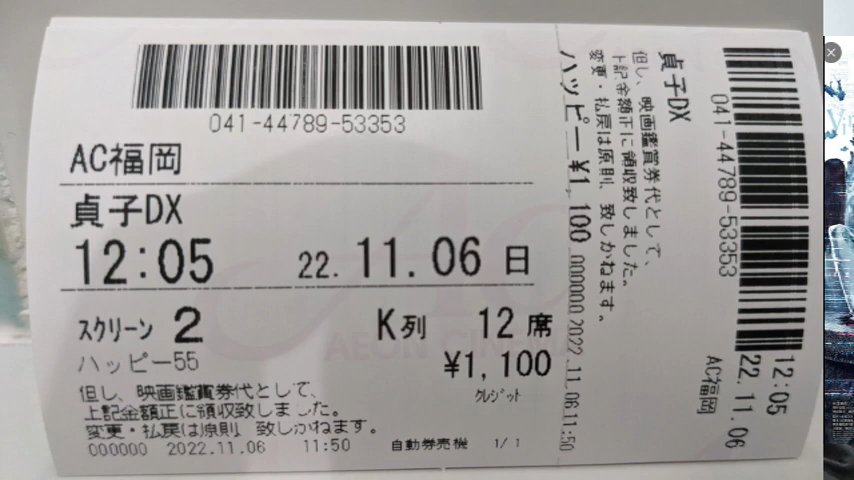 041-44789-53353
AC福岡
貞子DX
12:05 22.11.06 日
スクリーン 2 K列 12席
ハッピー55 ¥1,100
クレジット
但し、映画鑑賞券代として、
上記金額正に領収致しました。
変更・払戻は原則 致しかねます。
000000 2022.11.06 11:50 自動券売機 1/1
AEON CINEMA
貞子DX
但し、映画鑑賞券代として、
上記金額正に領収致しました。
変更・払戻は原則 致しかねます。
ハッピー¥1,100 000000 2022.11.06 11:50
041-44789-53353
12:05
22.11.06
AC福岡